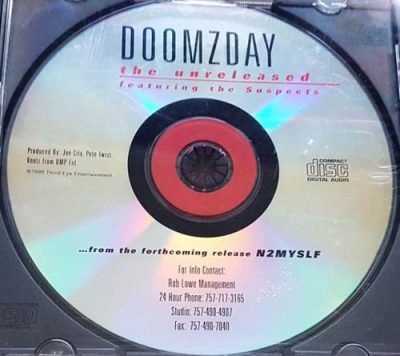 DOOMZDAY
the unreleased
featuring the Suspects
Produced By: Joe City, Pete Twist,
Knotz from BMP Ent.
©1999 Third Eye Entertainment.
COMPACT
disc
DIGITAL AUDIO
...from the forthcoming release N2MYSLF
For Info Contact:
Rob Lowe Management
24 Hour Phone: 757-717-3165
Studio: 757-490-4907
Fax: 757-490-7040